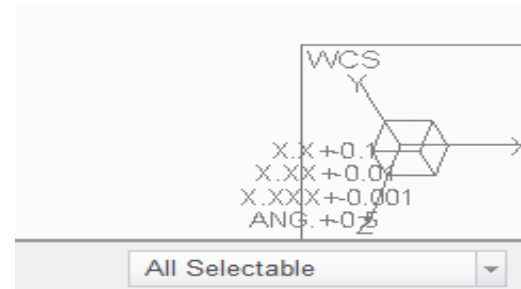 WCS
Y
X.X +-0.1
X.XX +-0.01
X.XXX +-0.001
ANG. +-0.5
Z
All Selectable